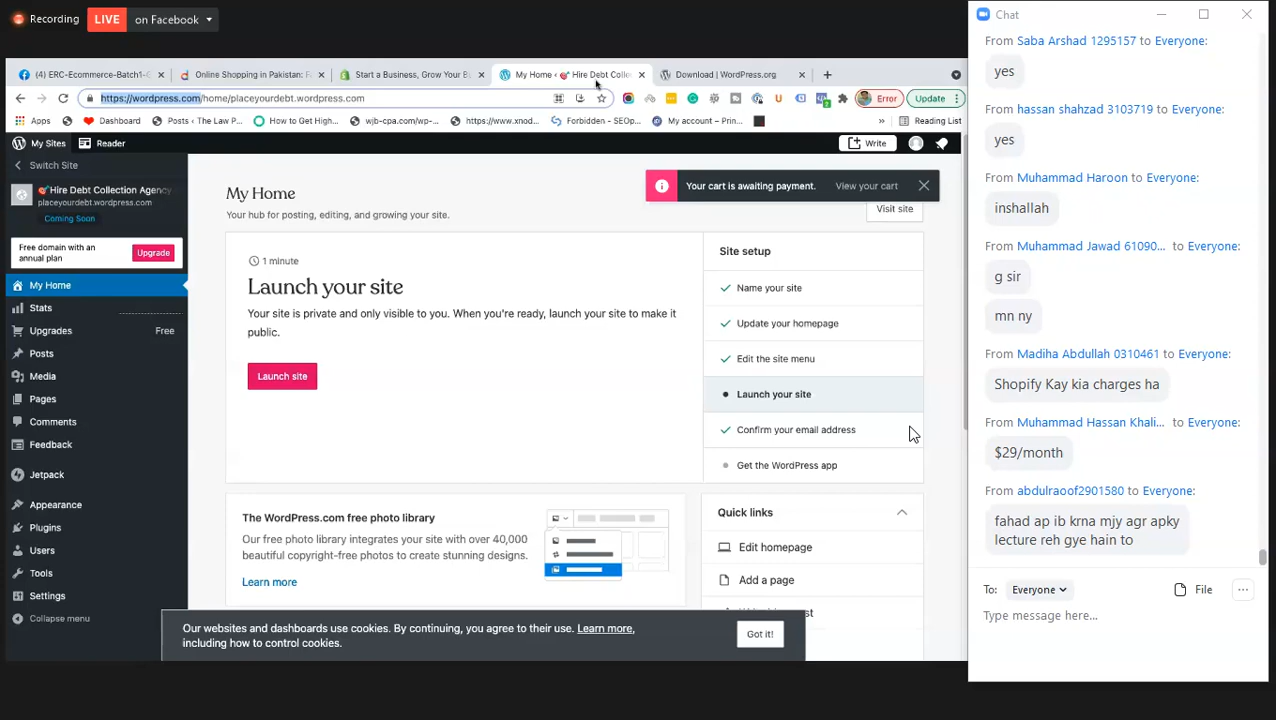 Recording
LIVE on Facebook
(4) ERC-Ecommerce-Batch1-
Online Shopping in Pakistan: Fa
Start a Business, Grow Your Bu
My Home ‹ 🎯 Hire Debt Collec
Download | WordPress.org
https://wordpress.com/home/placeyourdebt.wordpress.com
Error
Update
Apps
Dashboard
Posts ‹ The Law P...
How to Get High...
wjb-cpa.com/wp-...
https://www.xnod...
Forbidden - SEOp...
My account – Prin...
»
Reading List
My Sites
Reader
Write
Switch Site
🎯Hire Debt Collection Agency
placeyourdebt.wordpress.com
Coming Soon
Free domain with an
annual plan
Upgrade
My Home
Stats
Upgrades
Free
Posts
Media
Pages
Comments
Feedback
Jetpack
Appearance
Plugins
Users
Tools
Settings
Collapse menu
My Home
Your hub for posting, editing, and growing your site.
Your cart is awaiting payment.
View your cart
Visit site
1 minute
Launch your site
Your site is private and only visible to you. When you're ready, launch your site to make it
public.
Launch site
Site setup
Name your site
Update your homepage
Edit the site menu
Launch your site
Confirm your email address
Get the WordPress app
The WordPress.com free photo library
Our free photo library integrates your site with over 40,000
beautiful copyright-free photos to create stunning designs.
Learn more
Quick links
Edit homepage
Add a page
Our websites and dashboards use cookies. By continuing, you agree to their use. Learn more,
including how to control cookies.
Got it!
Chat
From Saba Arshad 1295157 to Everyone:
yes
From hassan shahzad 3103719 to Everyone:
yes
From Muhammad Haroon to Everyone:
inshallah
From Muhammad Jawad 61090... to Everyone:
g sir
mn ny
From Madiha Abdullah 0310461 to Everyone:
Shopify Kay kia charges ha
From Muhammad Hassan Khali... to Everyone:
$29/month
From abdulraoof2901580 to Everyone:
fahad ap ib krna mjy agr apky
lecture reh gye hain to
To: Everyone
File
...
Type message here...